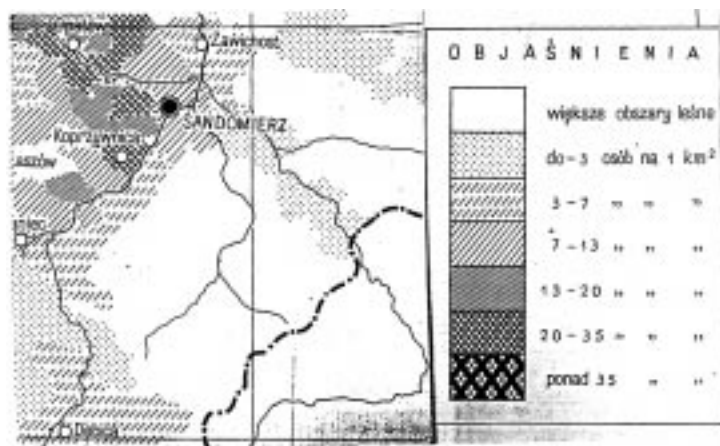 Zawichost
SANDOMIERZ
Koprzywnica
aszów
Dębica
OBJAŚNIENIA
większe obszary leśne
do-3 osób na 1 km²
3-7 " " "
7-13 " " "
13-20 " " "
20-35 " " "
ponad 35 " "